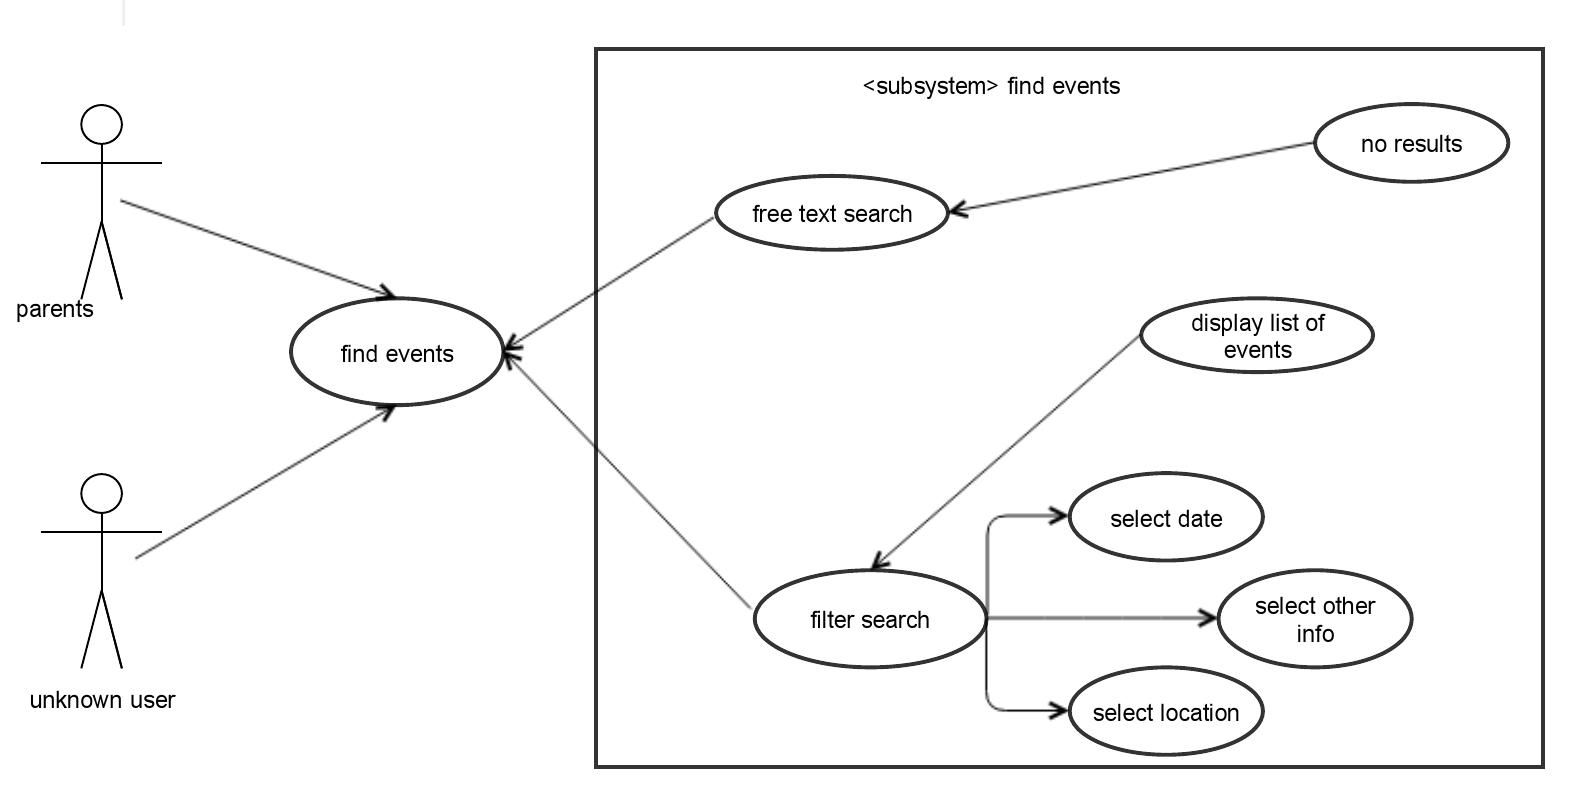 <subsystem> find events
no results
free text search
parents
display list of
events
find events
select date
select other
info
filter search
unknown user
select location